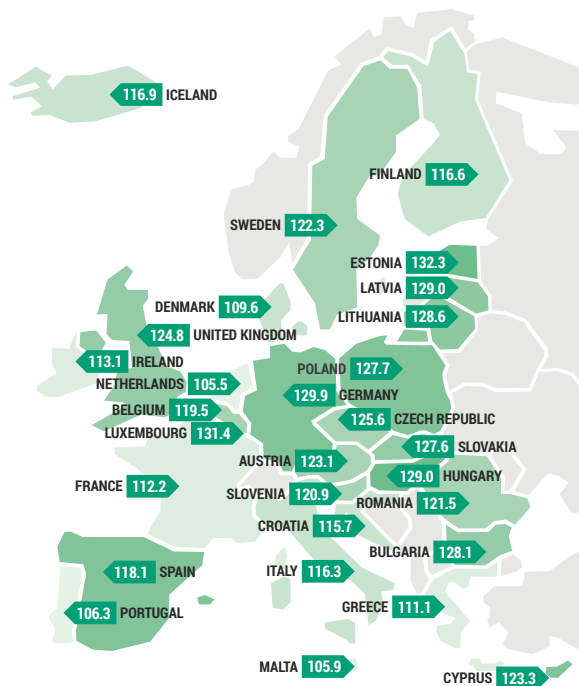 116.9 ICELAND
FINLAND 116.6
SWEDEN 122.3
ESTONIA 132.3
LATVIA 129.0
DENMARK 109.6
LITHUANIA 128.6
124.8 UNITED KINGDOM
113.1 IRELAND
POLAND 127.7
NETHERLANDS 105.5
129.9 GERMANY
BELGIUM 119.5
125.6 CZECH REPUBLIC
LUXEMBOURG 131.4
127.6 SLOVAKIA
AUSTRIA 123.1
129.0 HUNGARY
FRANCE 112.2
SLOVENIA 120.9
ROMANIA 121.5
CROATIA 115.7
BULGARIA 128.1
118.1 SPAIN
ITALY 116.3
106.3 PORTUGAL
GREECE 111.1
MALTA 105.9
CYPRUS 123.3